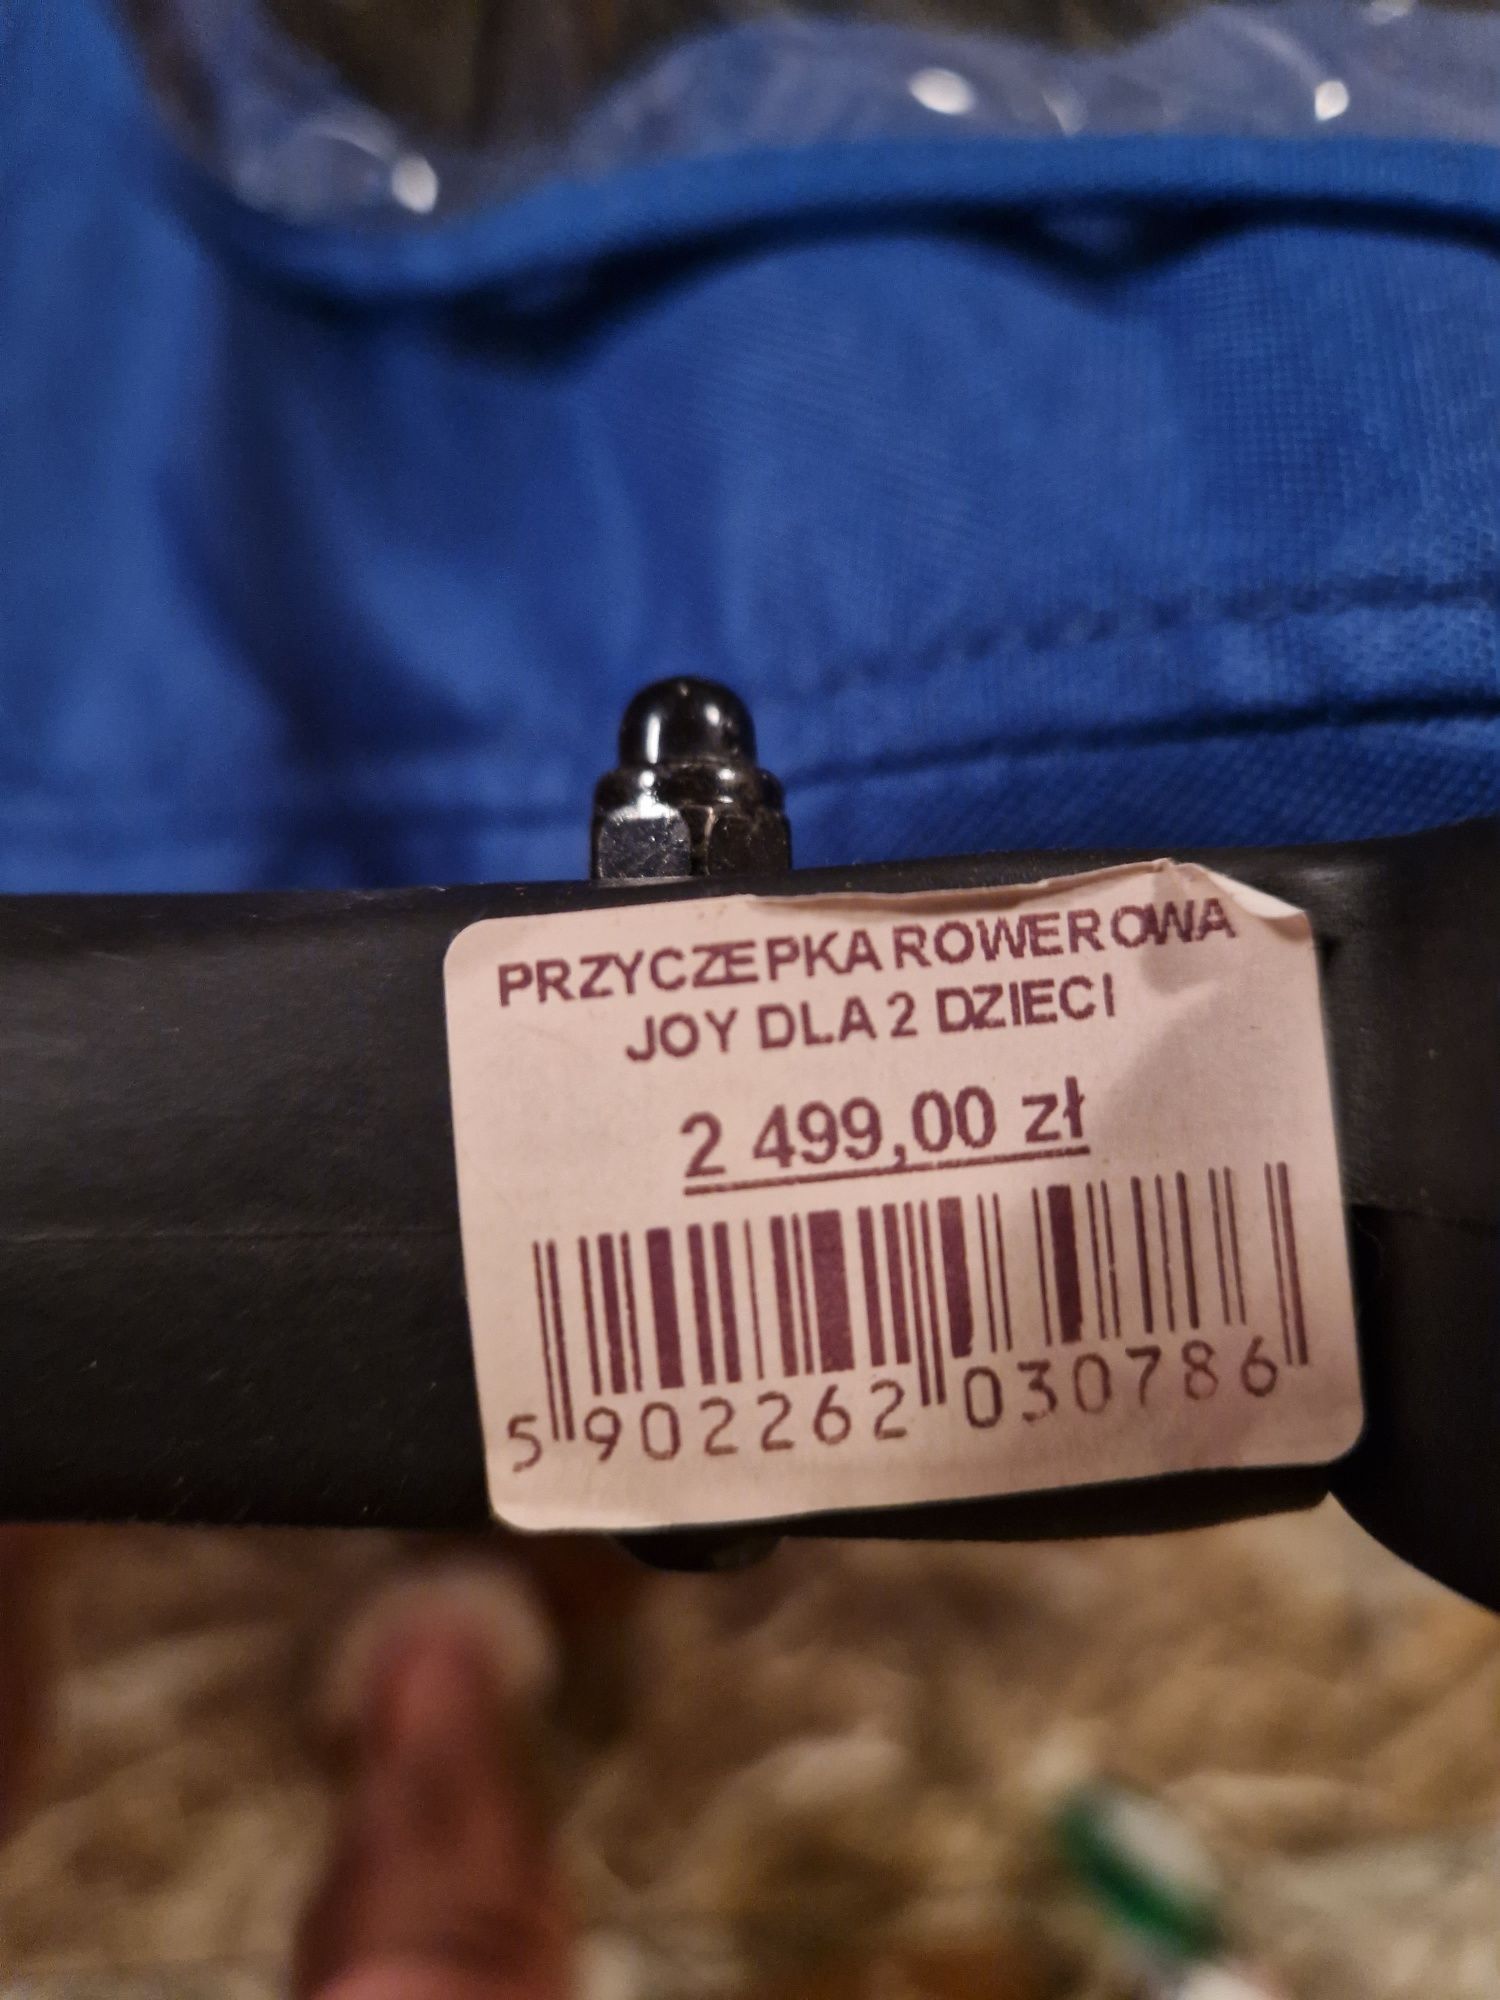 PRZYCZEPKA ROWEROWA
JOY DLA 2 DZIECI
2 499,00 zł
5 902262 030786